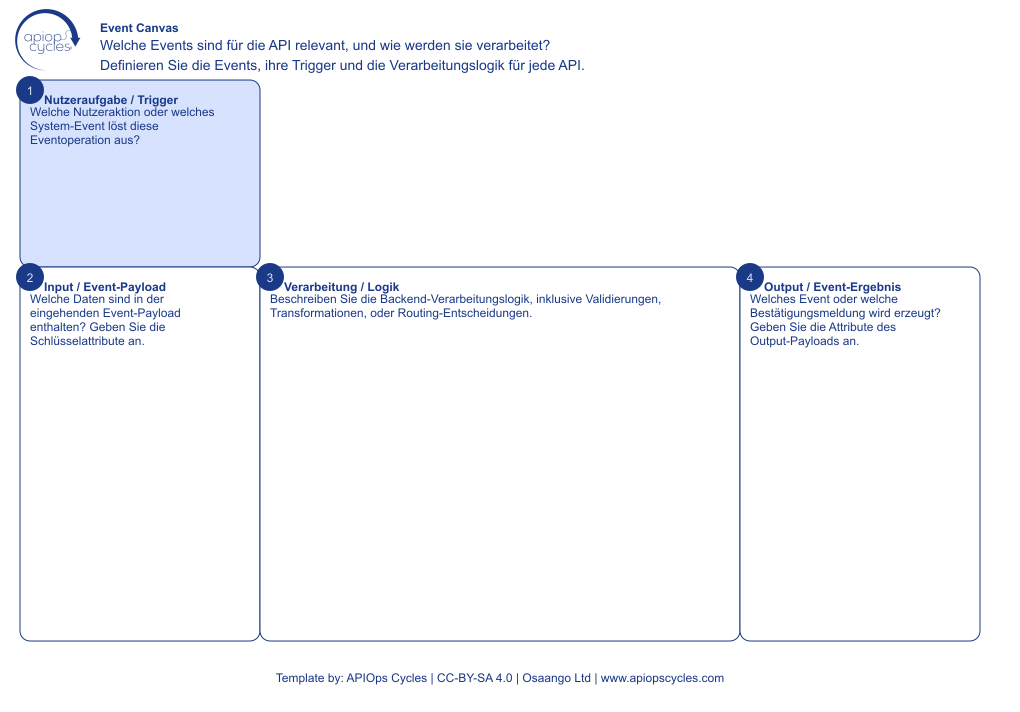 apiops
cycles
Event Canvas
Welche Events sind für die API relevant, und wie werden sie verarbeitet?
Definieren Sie die Events, ihre Trigger und die Verarbeitungslogik für jede API.
1
Nutzeraufgabe / Trigger
Welche Nutzeraktion oder welches
System-Event löst diese
Eventoperation aus?
2
Input / Event-Payload
Welche Daten sind in der
eingehenden Event-Payload
enthalten? Geben Sie die
Schlüsselattribute an.
3
Verarbeitung / Logik
Beschreiben Sie die Backend-Verarbeitungslogik, inklusive Validierungen,
Transformationen, oder Routing-Entscheidungen.
4
Output / Event-Ergebnis
Welches Event oder welche
Bestätigungsmeldung wird erzeugt?
Geben Sie die Attribute des
Output-Payloads an.
Template by: APIOps Cycles | CC-BY-SA 4.0 | Osaango Ltd | www.apiopscycles.com